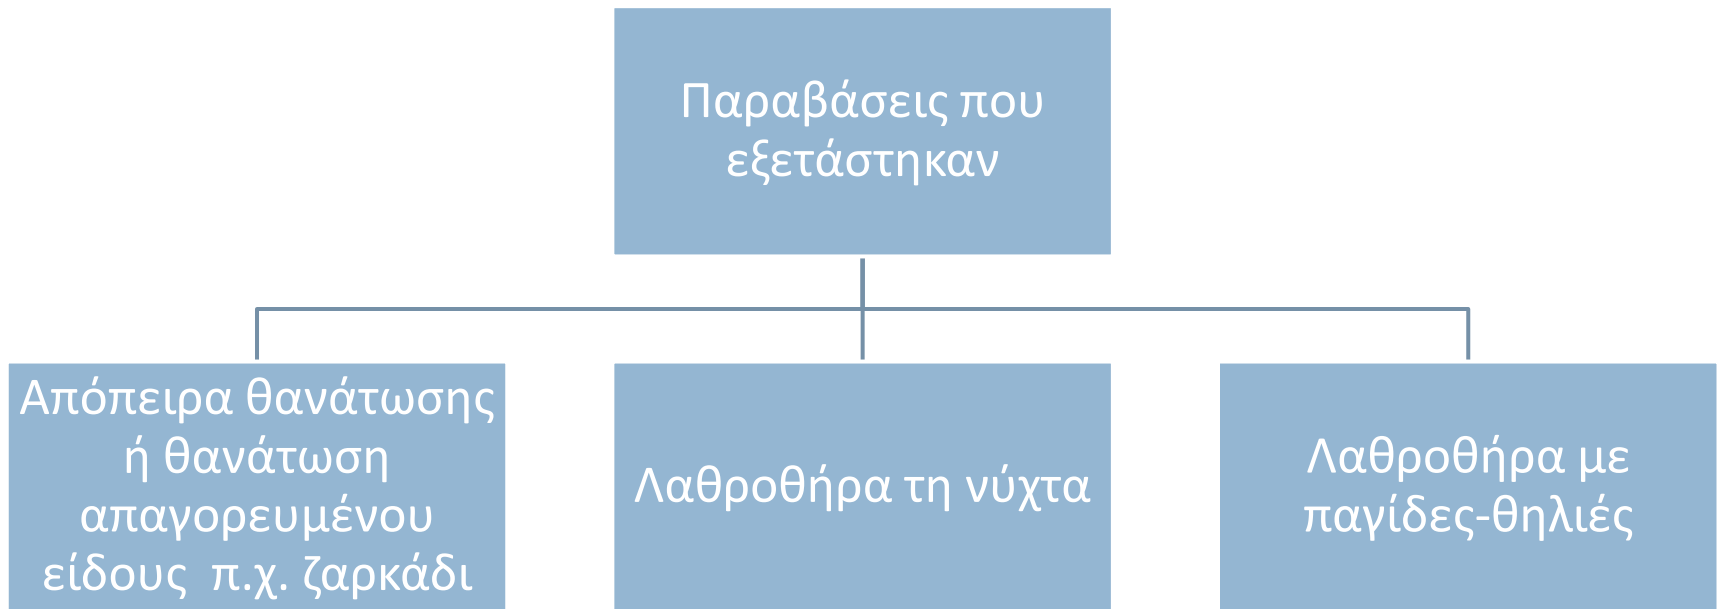 Παραβάσεις που
εξετάστηκαν
Απόπειρα θανάτωσης
ή θανάτωση
απαγορευμένου
είδους  π.χ. ζαρκάδι
Λαθροθήρα τη νύχτα
Λαθροθήρα με
παγίδες-θηλιές